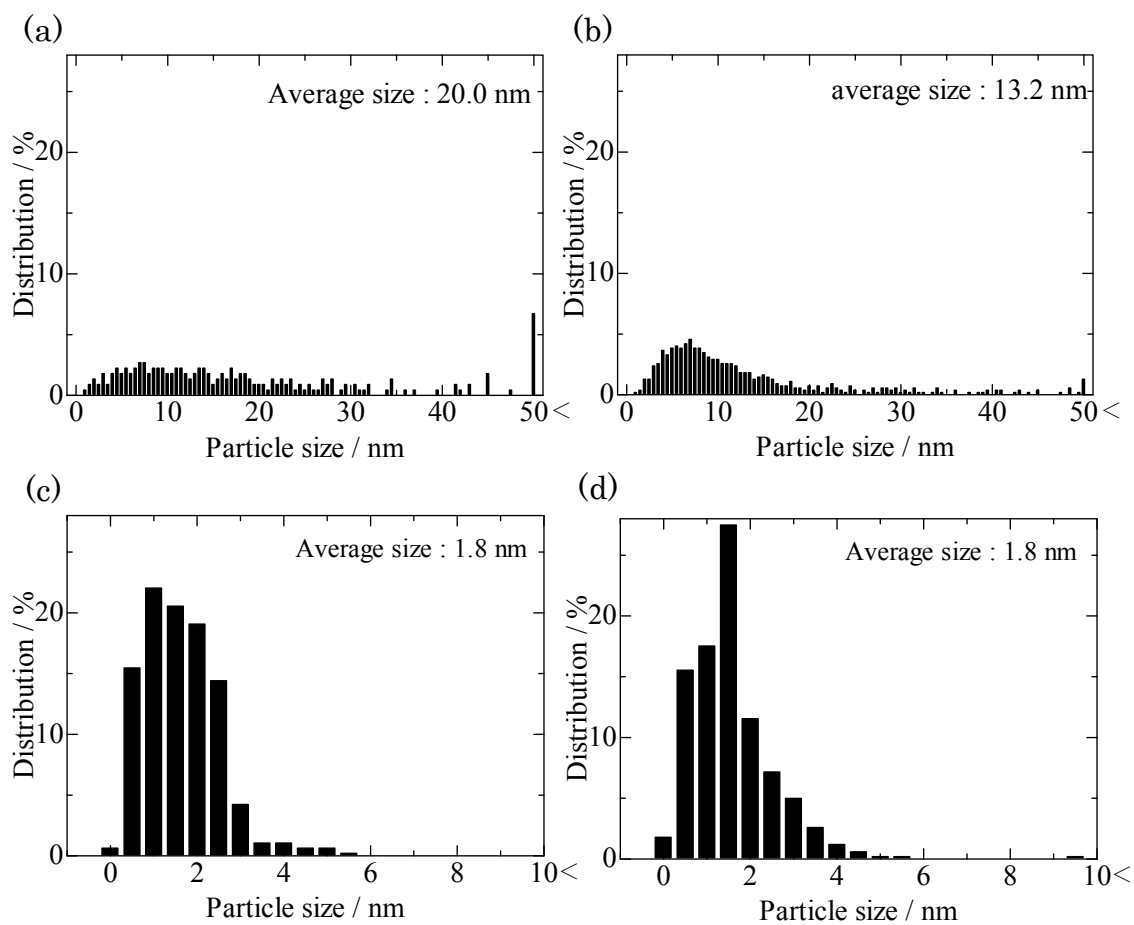 (a)
Average size : 20.0 nm
Distribution / %
20
10
0
0 10 20 30 40 50<
Particle size / nm
(b)
average size : 13.2 nm
Distribution / %
20
10
0
0 10 20 30 40 50<
Particle size / nm
(c)
Average size : 1.8 nm
Distribution / %
20
10
0
0 2 4 6 8 10<
Particle size / nm
(d)
Average size : 1.8 nm
Distribution / %
20
10
0
0 2 4 6 8 10<
Particle size / nm